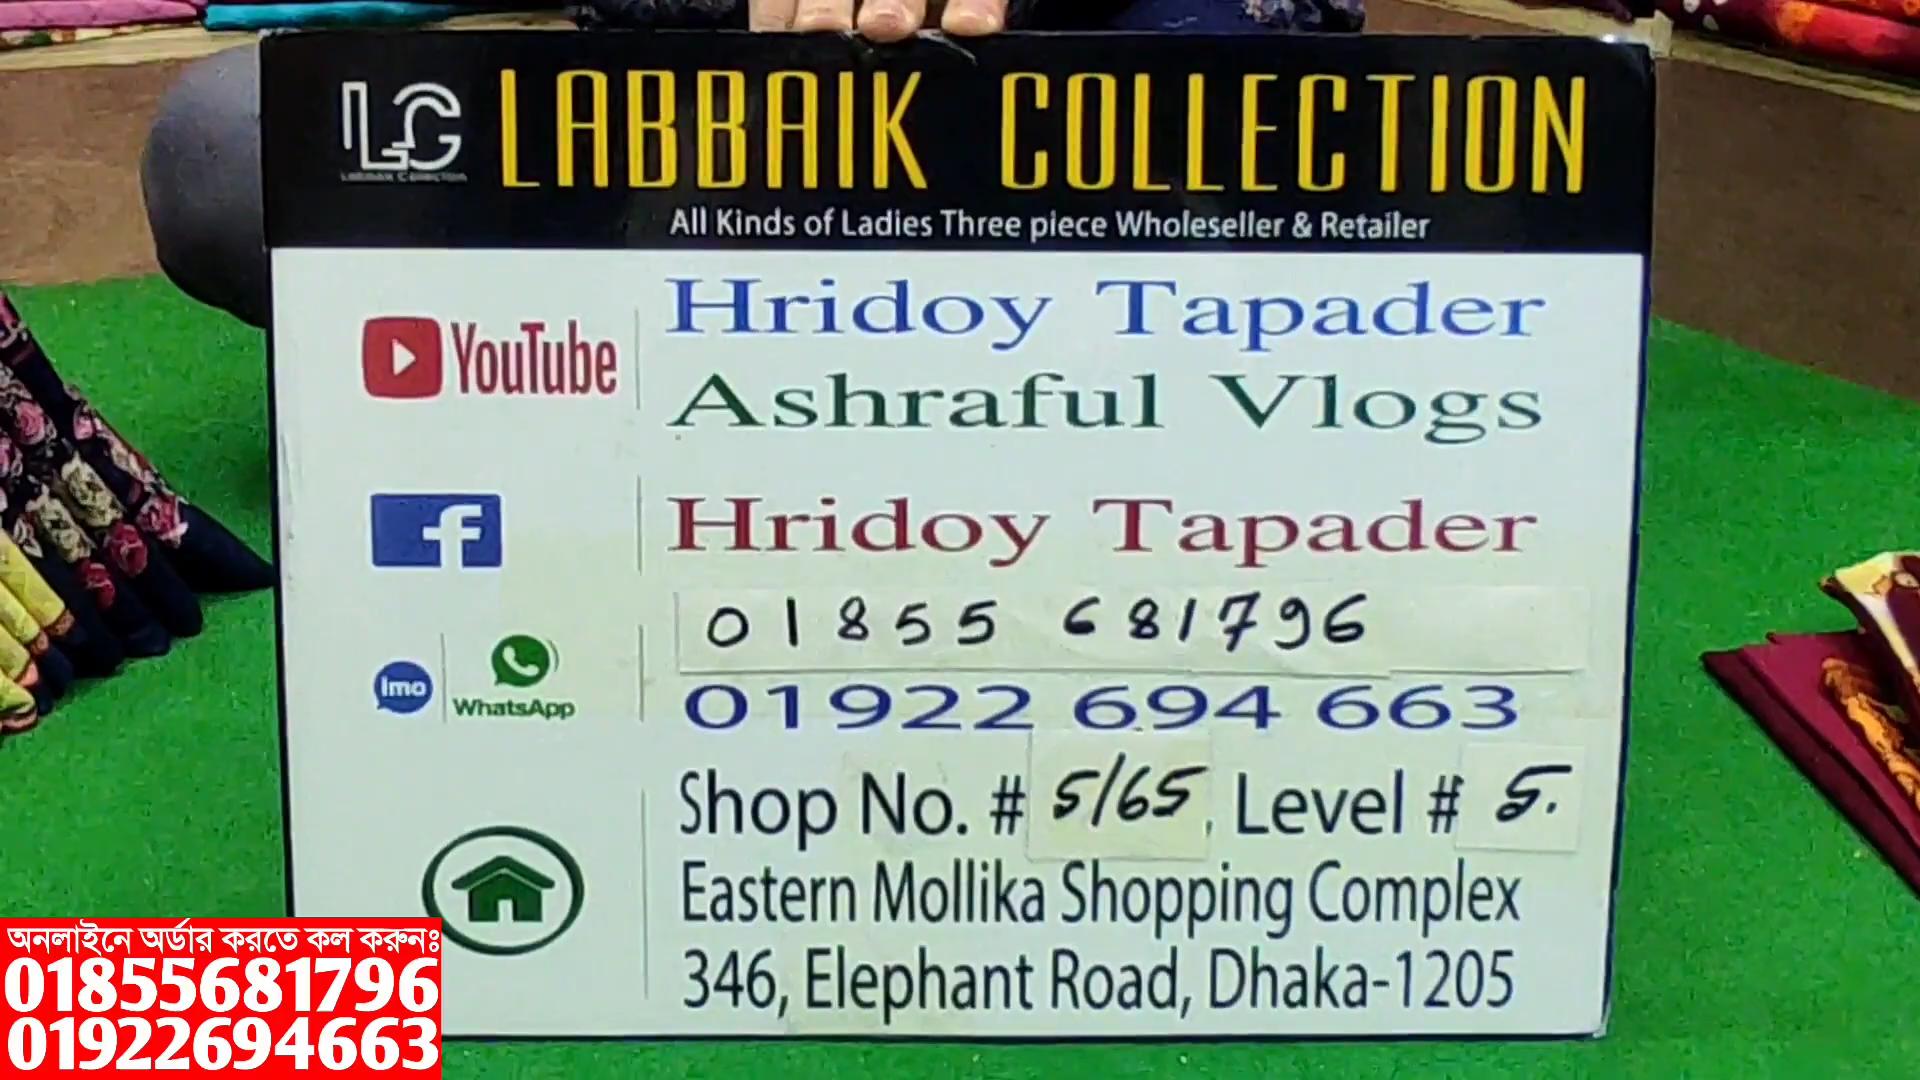 LABBAIK COLLECTION
LABBAIK COLLECTION
All Kinds of Ladies Three piece Wholeseller & Retailer
YouTube
Hridoy Tapader
Ashraful Vlogs
f
Hridoy Tapader
01855 681796
imo
WhatsApp
01922 694 663
Shop No. # 5/65, Level # 5.
Eastern Mollika Shopping Complex
346, Elephant Road, Dhaka-1205
অনলাইনে অর্ডার করতে কল করুনঃ
01855681796
01922694663